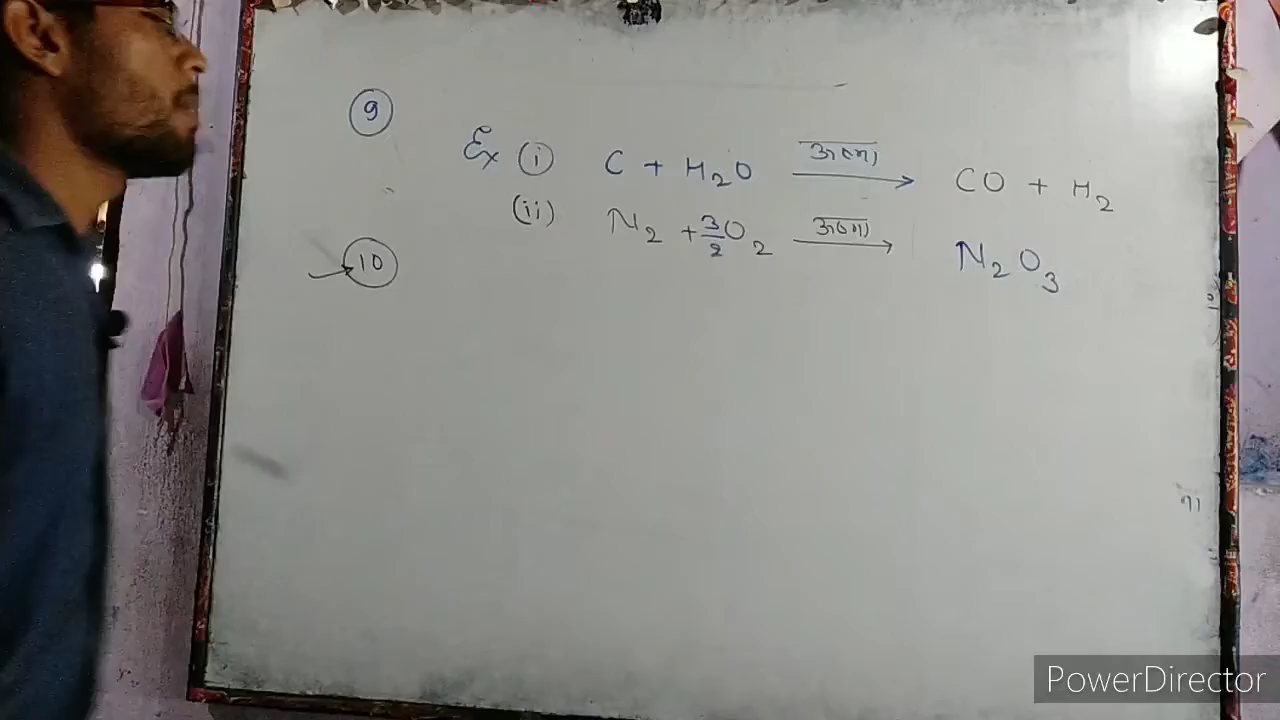 9
Ex (i) C + H₂O ऊष्मा → CO + H₂
(ii) N₂ + 3/2 O₂ ऊष्मा → N₂O₃
10
PowerDirector